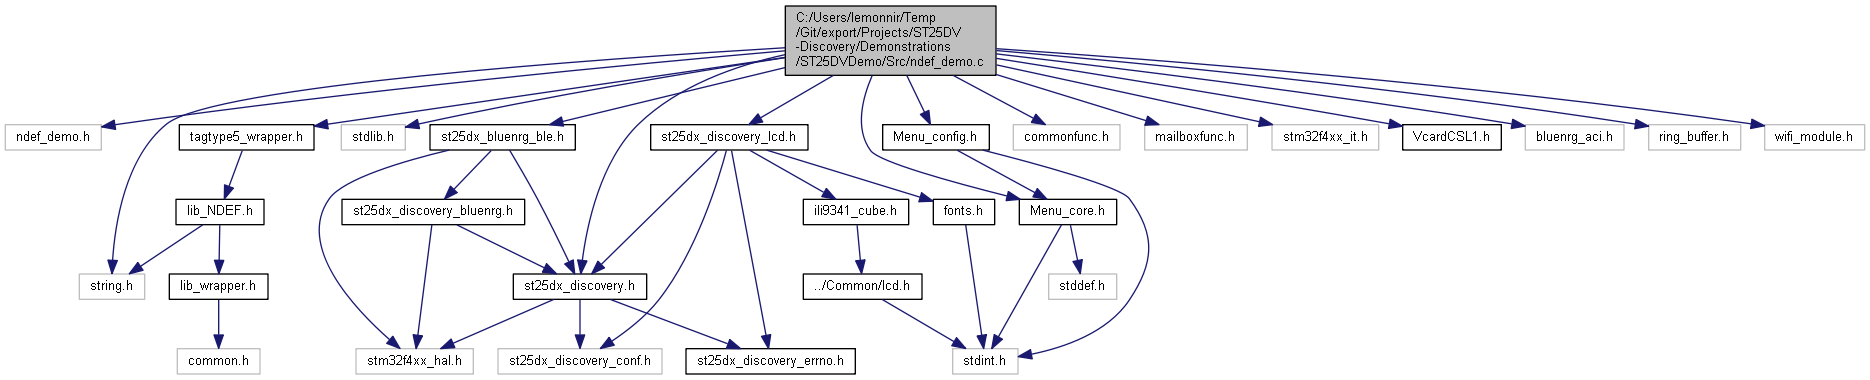 C:/Users/lemonnir/Temp
/Git/export/Projects/ST25DV
-Discovery/Demonstrations
/ST25DVDemo/Src/ndef_demo.c
ndef_demo.h
tagtype5_wrapper.h
stdlib.h
st25dx_bluenrg_ble.h
st25dx_discovery_lcd.h
Menu_config.h
commonfunc.h
mailboxfunc.h
stm32f4xx_it.h
VcardCSL1.h
bluenrg_aci.h
ring_buffer.h
wifi_module.h
lib_NDEF.h
st25dx_discovery_bluenrg.h
ili9341_cube.h
fonts.h
Menu_core.h
string.h
lib_wrapper.h
st25dx_discovery.h
../Common/lcd.h
stddef.h
common.h
stm32f4xx_hal.h
st25dx_discovery_conf.h
st25dx_discovery_errno.h
stdint.h